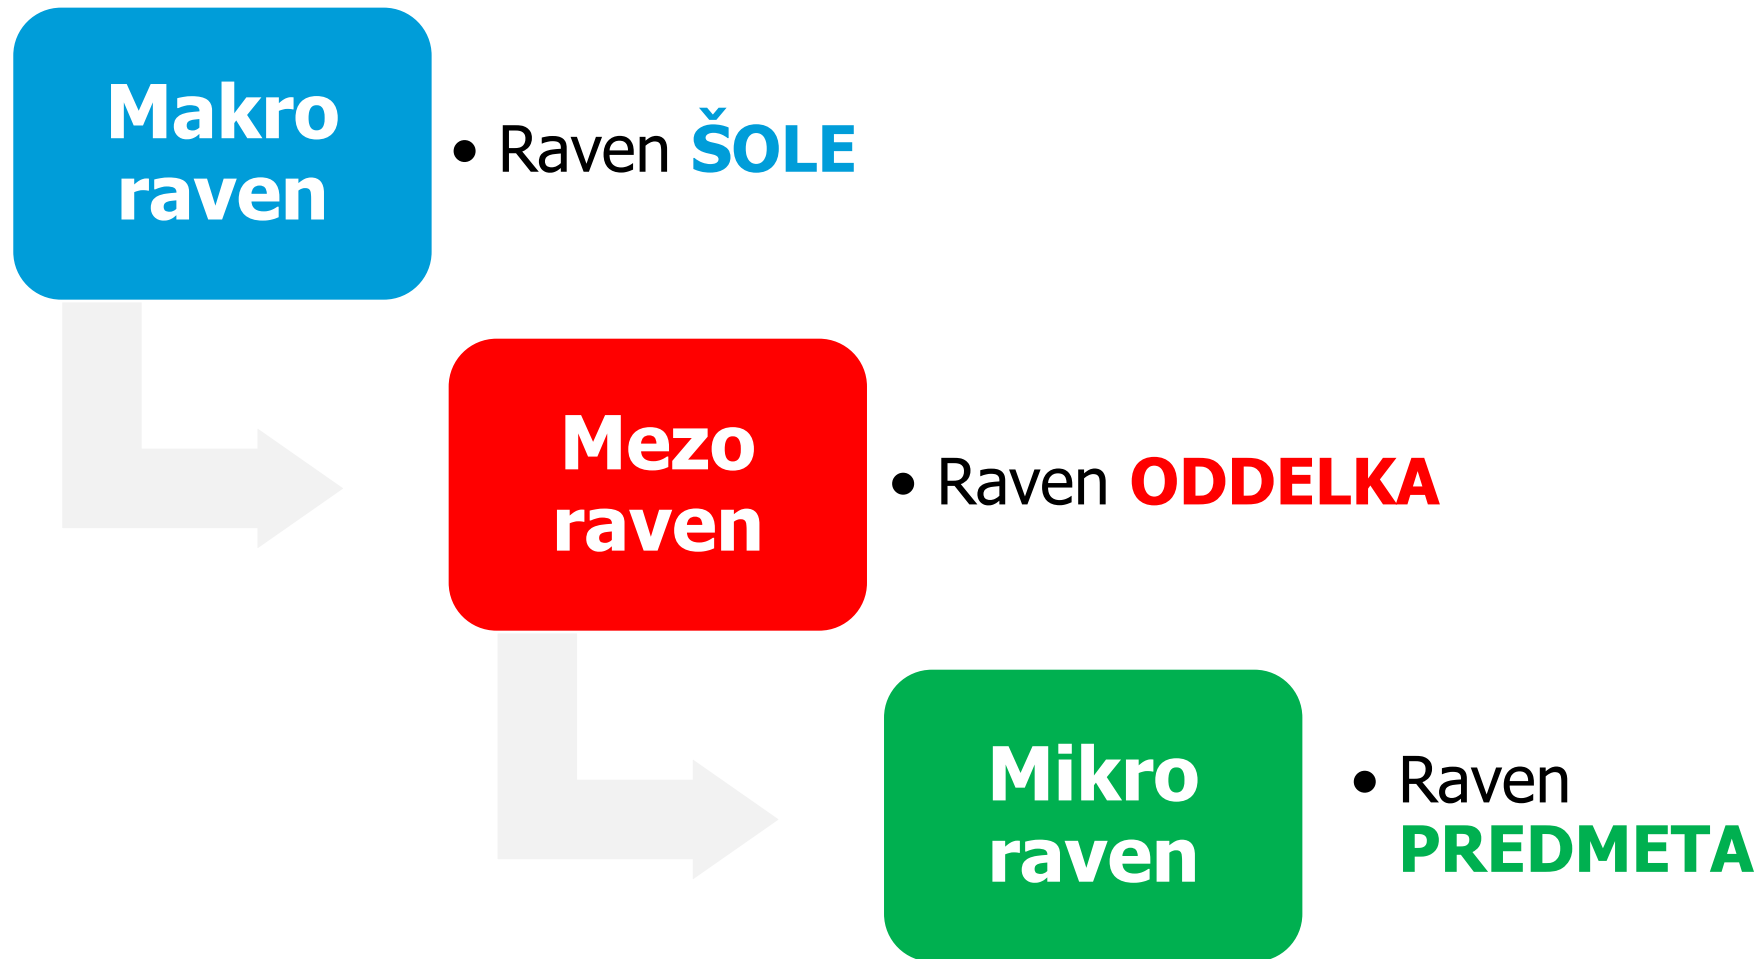 Makro
raven
• Raven ŠOLE
Mezo
raven
• Raven ODDELKA
Mikro
raven
• Raven
PREDMETA